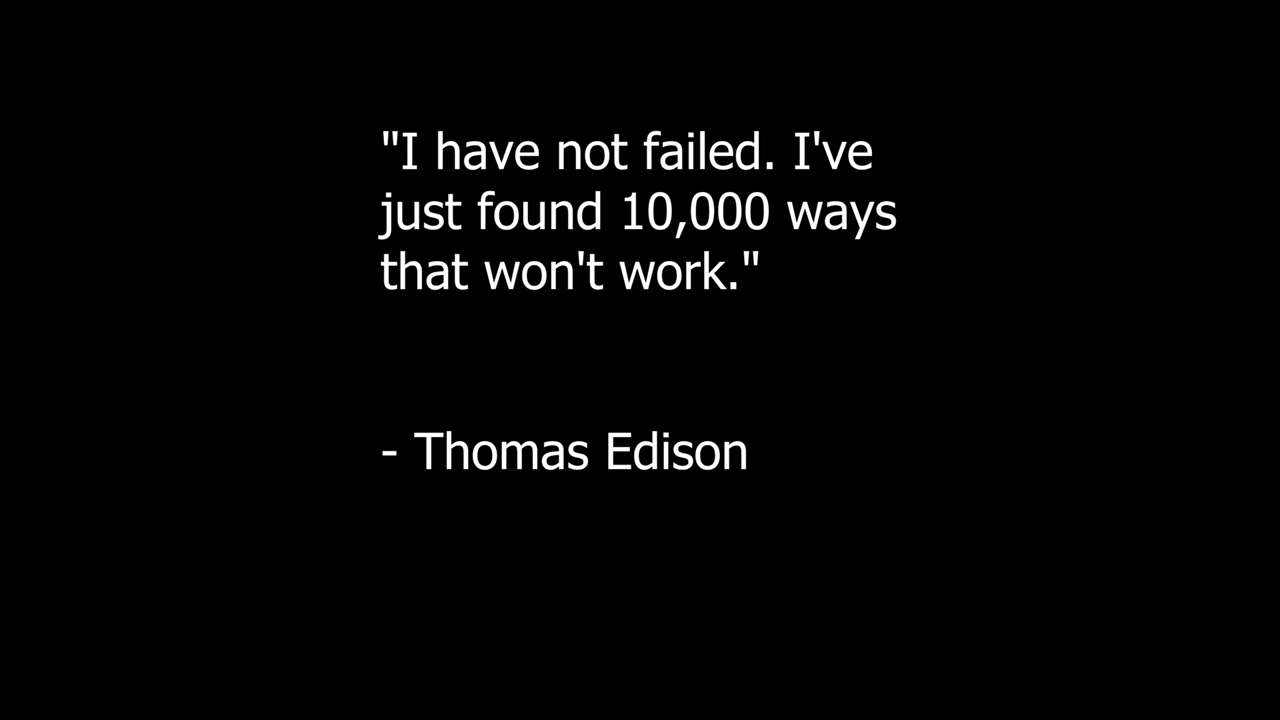 "I have not failed. I've
just found 10,000 ways
that won't work."
- Thomas Edison